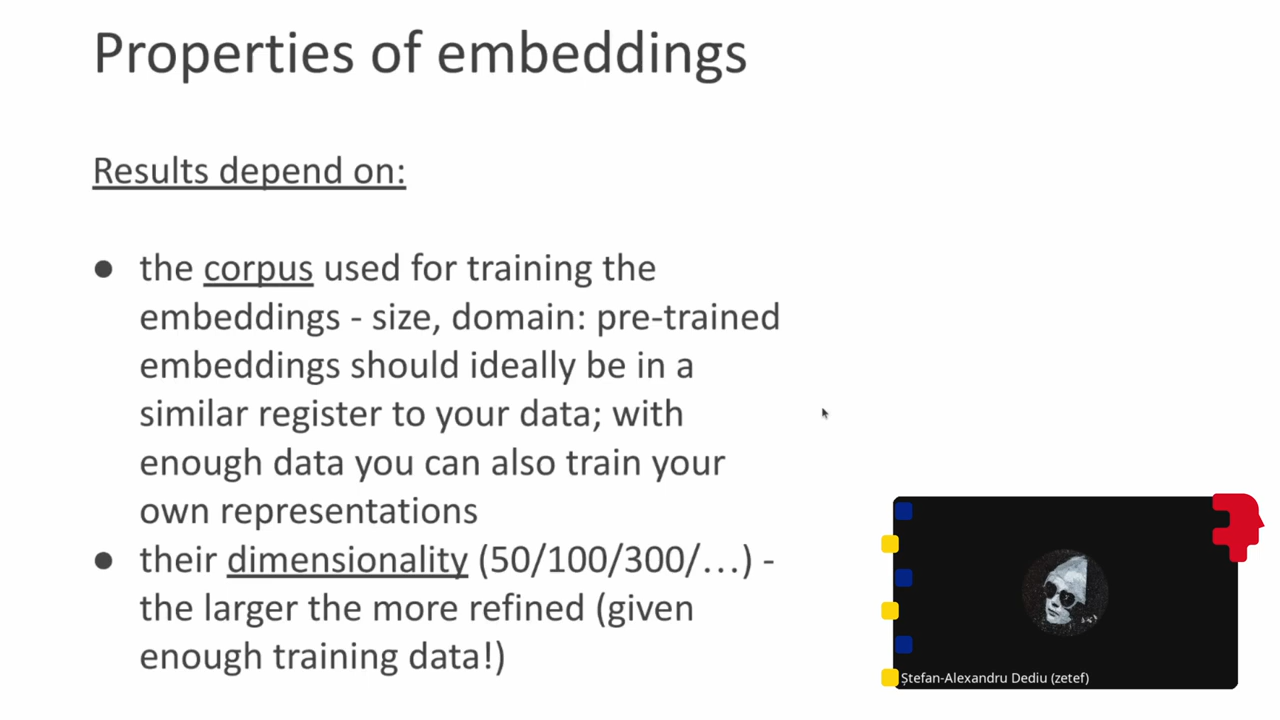 Properties of embeddings
Results depend on:
● the corpus used for training the
embeddings - size, domain: pre-trained
embeddings should ideally be in a
similar register to your data; with
enough data you can also train your
own representations
● their dimensionality (50/100/300/…) -
the larger the more refined (given
enough training data!)
Ștefan-Alexandru Dediu (zetef)